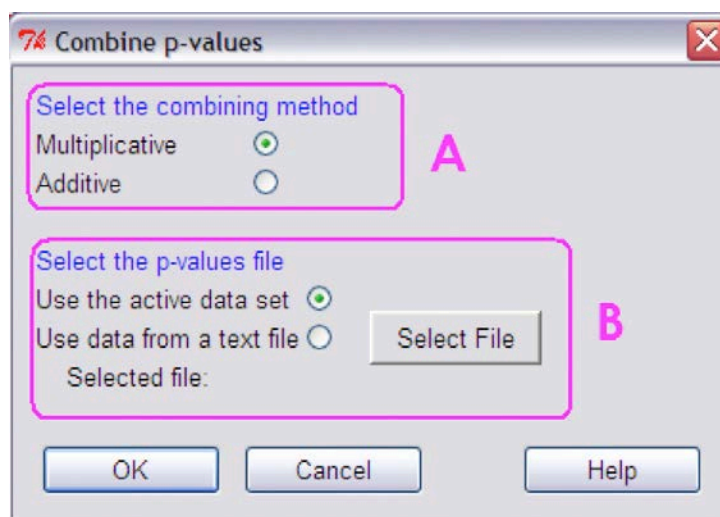 Combine p-values
Select the combining method
Multiplicative
Additive
A
Select the p-values file
Use the active data set
Use data from a text file
Select File
Selected file:
B
OK
Cancel
Help